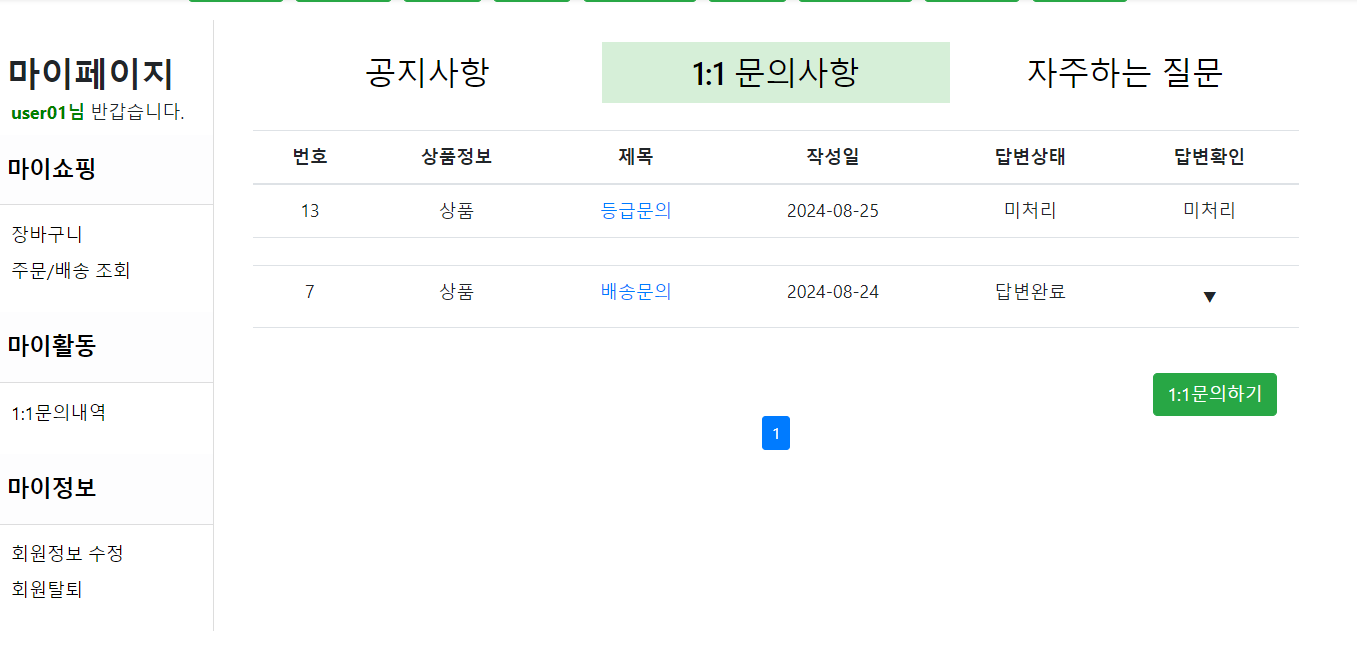 마이페이지
user01님 반갑습니다.
마이쇼핑
장바구니
주문/배송 조회
마이활동
1:1문의내역
마이정보
회원정보 수정
회원탈퇴
공지사항 1:1 문의사항 자주하는 질문
번호 상품정보 제목 작성일 답변상태 답변확인
13 상품 등급문의 2024-08-25 미처리 미처리
7 상품 배송문의 2024-08-24 답변완료 ▼
1:1문의하기
1